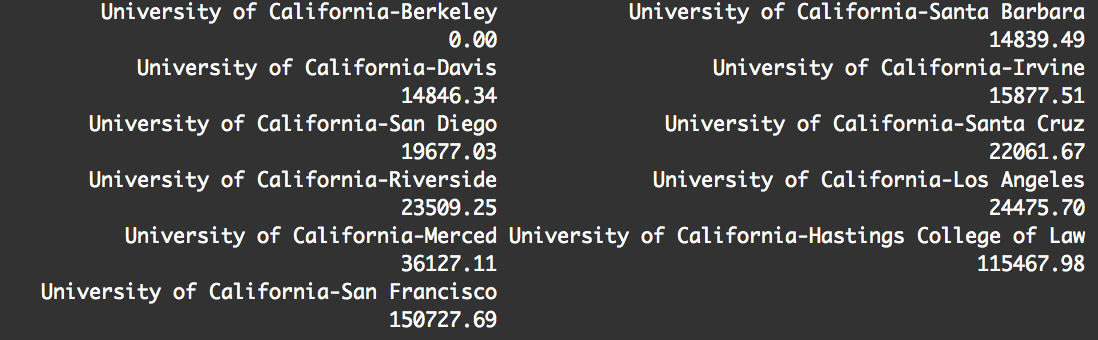 University of California-Berkeley University of California-Santa Barbara
0.00 14839.49
University of California-Davis University of California-Irvine
14846.34 15877.51
University of California-San Diego University of California-Santa Cruz
19677.03 22061.67
University of California-Riverside University of California-Los Angeles
23509.25 24475.70
University of California-Merced University of California-Hastings College of Law
36127.11 115467.98
University of California-San Francisco
150727.69